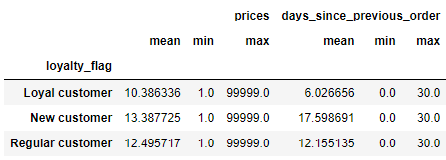 prices days_since_previous_order
mean min max mean min max
loyalty_flag
Loyal customer 10.386336 1.0 99999.0 6.026656 0.0 30.0
New customer 13.387725 1.0 99999.0 17.598691 0.0 30.0
Regular customer 12.495717 1.0 99999.0 12.155135 0.0 30.0